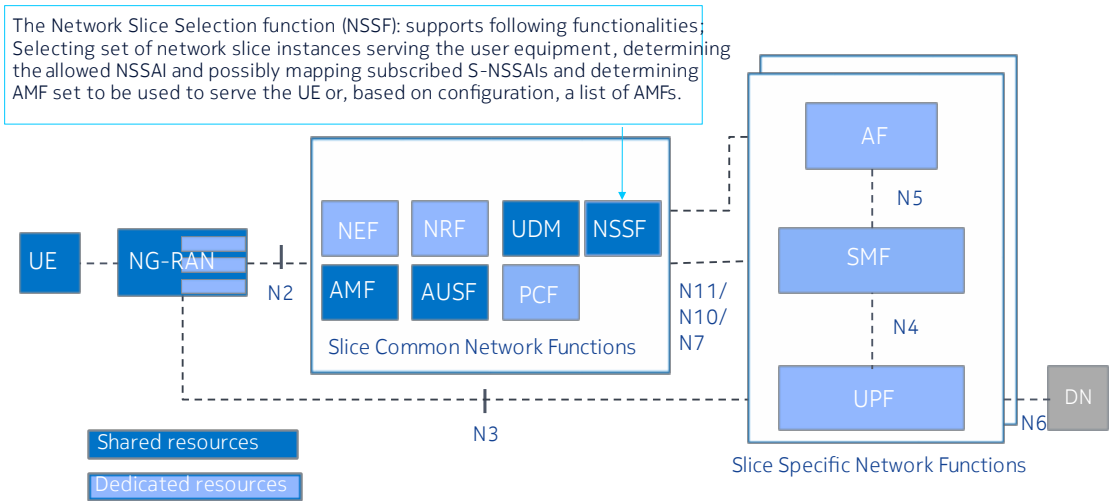 The Network Slice Selection function (NSSF): supports following functionalities;
Selecting set of network slice instances serving the user equipment, determining
the allowed NSSAI and possibly mapping subscribed S-NSSAIs and determining
AMF set to be used to serve the UE or, based on configuration, a list of AMFs.
AF
N5
NEF
NRF
UDM
NSSF
UE
NG-RAN
SMF
N2
AMF
AUSF
PCF
N11/
N10/
N7
N4
Slice Common Network Functions
UPF
DN
N3
N6
Shared resources
Slice Specific Network Functions
Dedicated resources